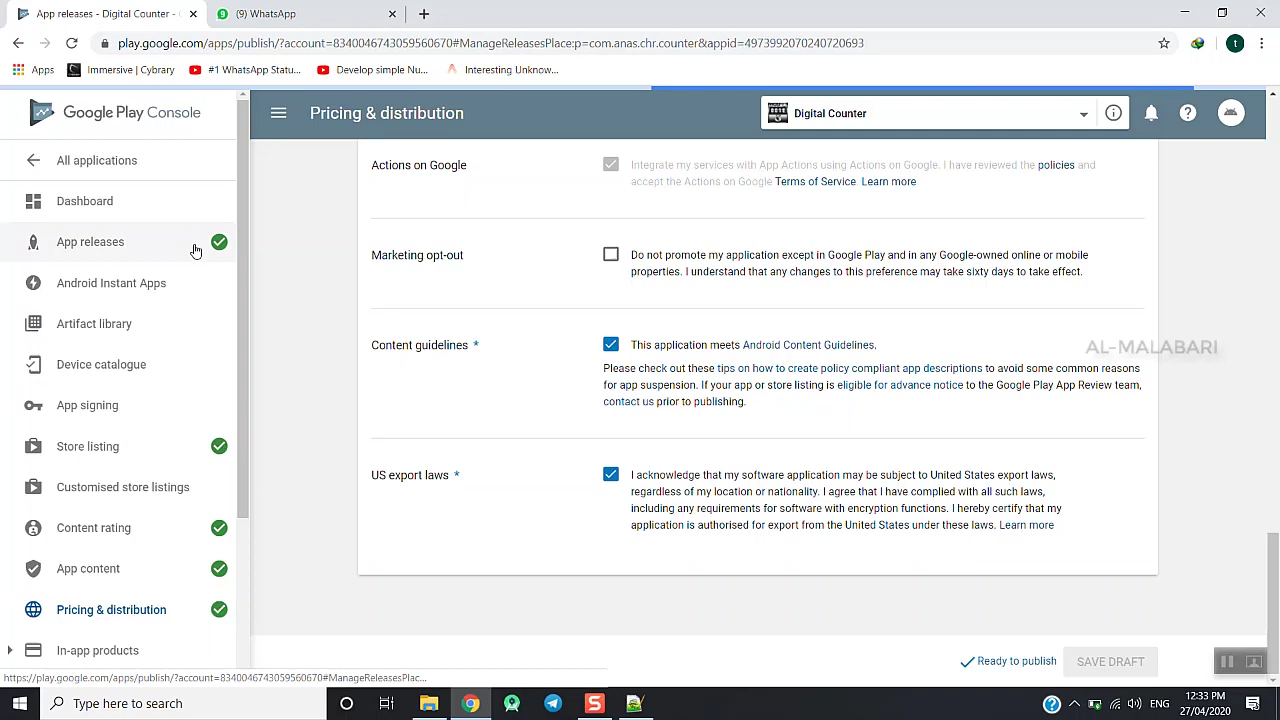 App releases - Digital Counter -
(9) WhatsApp
play.google.com/apps/publish/?account=8340046743059560670#ManageReleasesPlace:p=com.anas.chr.counter&appid=4973992070240720693
t
Apps
Immersive | Cybrary
#1 WhatsApp Statu...
Develop simple Nu...
Interesting Unknow...
Google Play Console
Pricing & distribution
Digital Counter
All applications
Dashboard
App releases
Android Instant Apps
Artifact library
Device catalogue
App signing
Store listing
Customised store listings
Content rating
App content
Pricing & distribution
In-app products
Actions on Google
Integrate my services with App Actions using Actions on Google. I have reviewed the policies and
accept the Actions on Google Terms of Service. Learn more
Marketing opt-out
Do not promote my application except in Google Play and in any Google-owned online or mobile
properties. I understand that any changes to this preference may take sixty days to take effect.
Content guidelines *
This application meets Android Content Guidelines.
AL-MALABARI
Please check out these tips on how to create policy compliant app descriptions to avoid some common reasons
for app suspension. If your app or store listing is eligible for advance notice to the Google Play App Review team,
contact us prior to publishing.
US export laws *
I acknowledge that my software application may be subject to United States export laws,
regardless of my location or nationality. I agree that I have complied with all such laws,
including any requirements for software with encryption functions. I hereby certify that my
application is authorised for export from the United States under these laws. Learn more
Ready to publish
SAVE DRAFT
https://play.google.com/apps/publish/?account=8340046743059560670#ManageReleasesPlac...
Type here to search
ENG
12:33 PM
27/04/2020